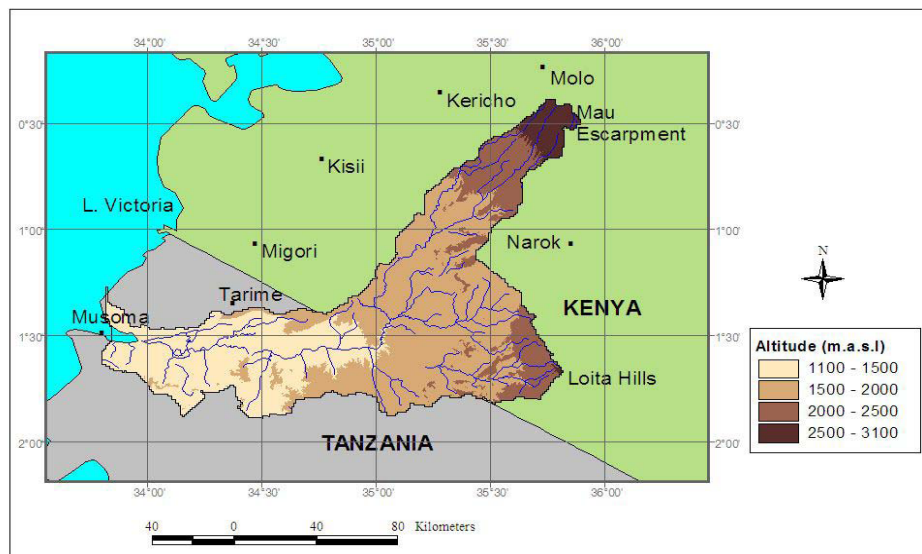 34°00' 34°30' 35°00' 35°30' 36°00'
Molo
Kericho
Mau
Escarpment
0°30' 0°30'
Kisii
L. Victoria
1°00' 1°00'
Migori
Narok
N
Tarime
KENYA
Musoma
1°30' 1°30'
Loita Hills
TANZANIA
2°00' 2°00'
34°00' 34°30' 35°00' 35°30' 36°00'
Altitude (m.a.s.l)
1100 - 1500
1500 - 2000
2000 - 2500
2500 - 3100
40 0 40 80 Kilometers